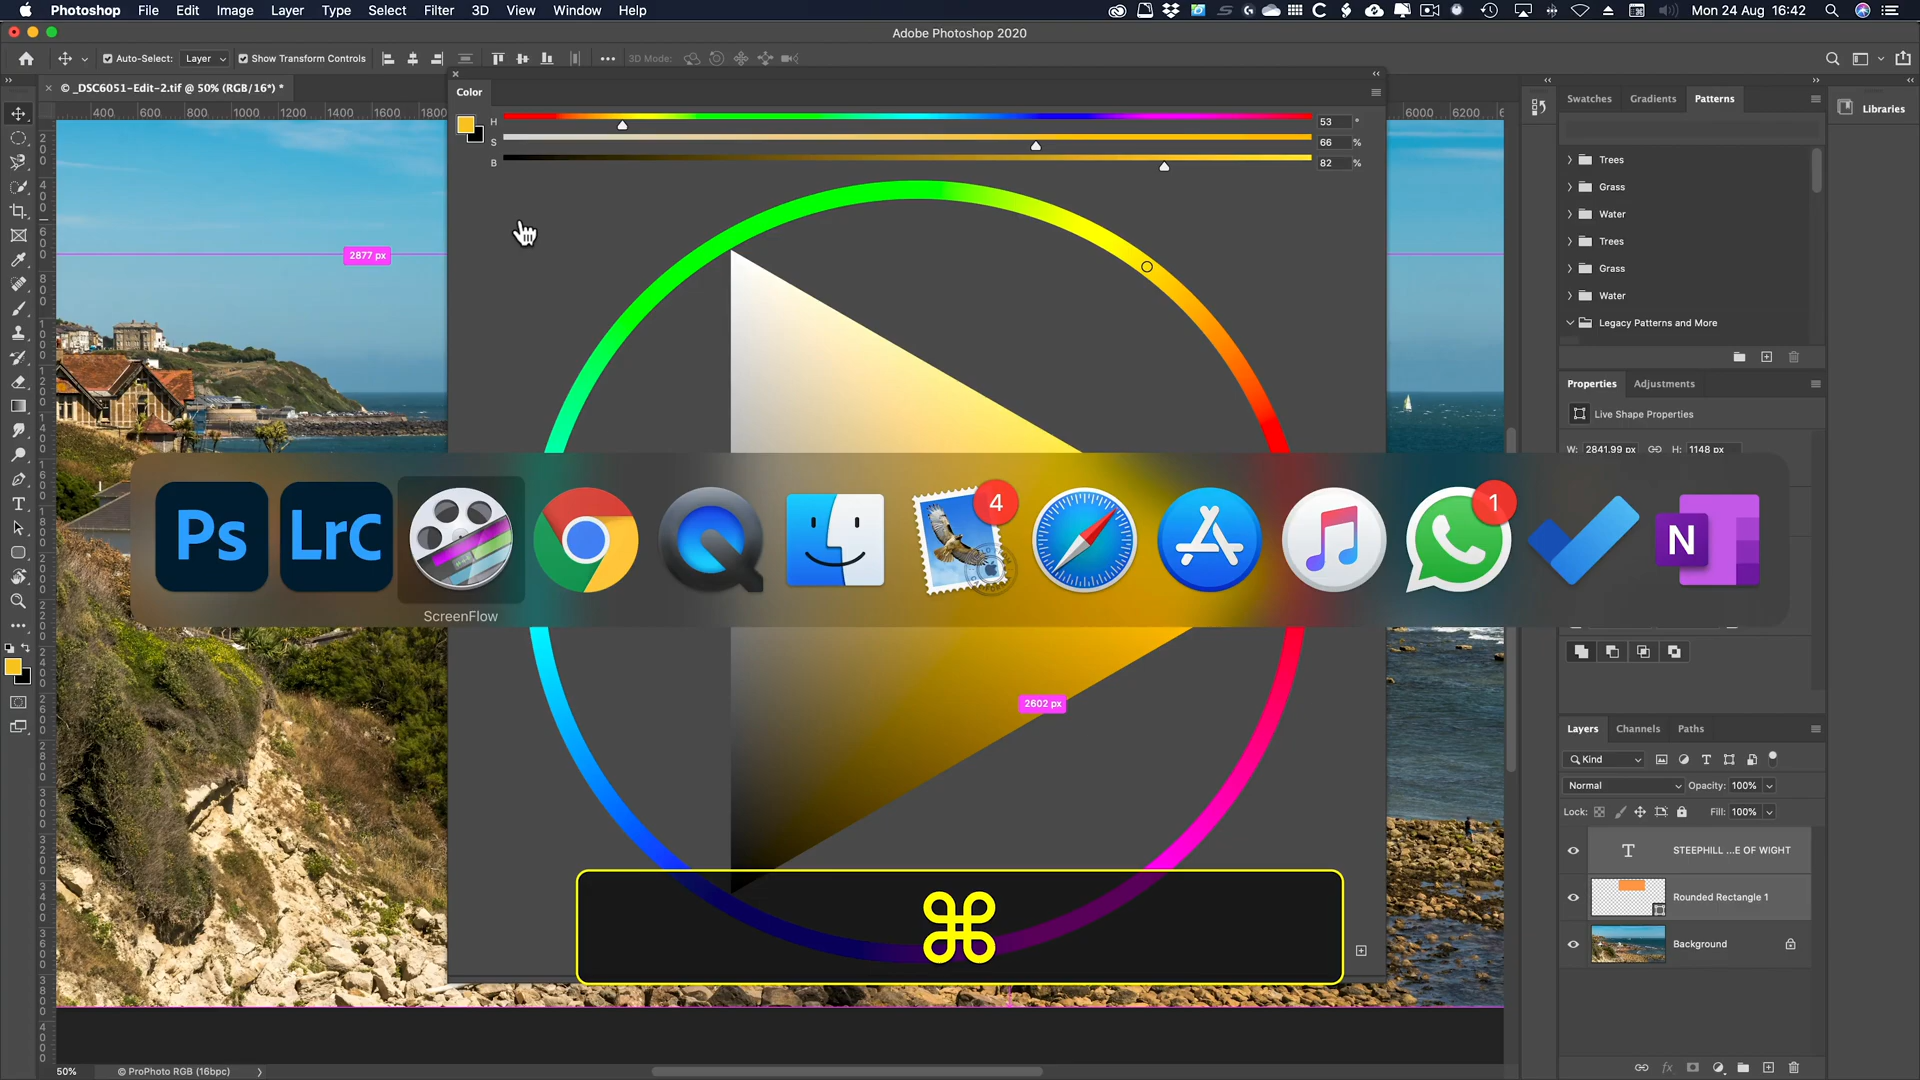 Photoshop File Edit Image Layer Type Select Filter 3D View Window Help Mon 24 Aug 16:42
Adobe Photoshop 2020
Auto-Select: Layer Show Transform Controls 3D Mode:
© _DSC6051-Edit-2.tif @ 50% (RGB/16*) *
Color
H 53 °
S 66 %
B 82 %
400 600 800 1000 1200 1400 1600 1800 6000 6200
2877 px
2602 px
Swatches Gradients Patterns
Libraries
Trees
Grass
Water
Trees
Grass
Water
Legacy Patterns and More
Properties Adjustments
Live Shape Properties
W: 2841.99 px H: 1148 px
Ps LrC 4 1 N
ScreenFlow
⌘
Layers Channels Paths
Kind
Normal Opacity: 100%
Lock: Fill: 100%
T STEEPHILL ...E OF WIGHT
Rounded Rectangle 1
Background
50% © ProPhoto RGB (16bpc)